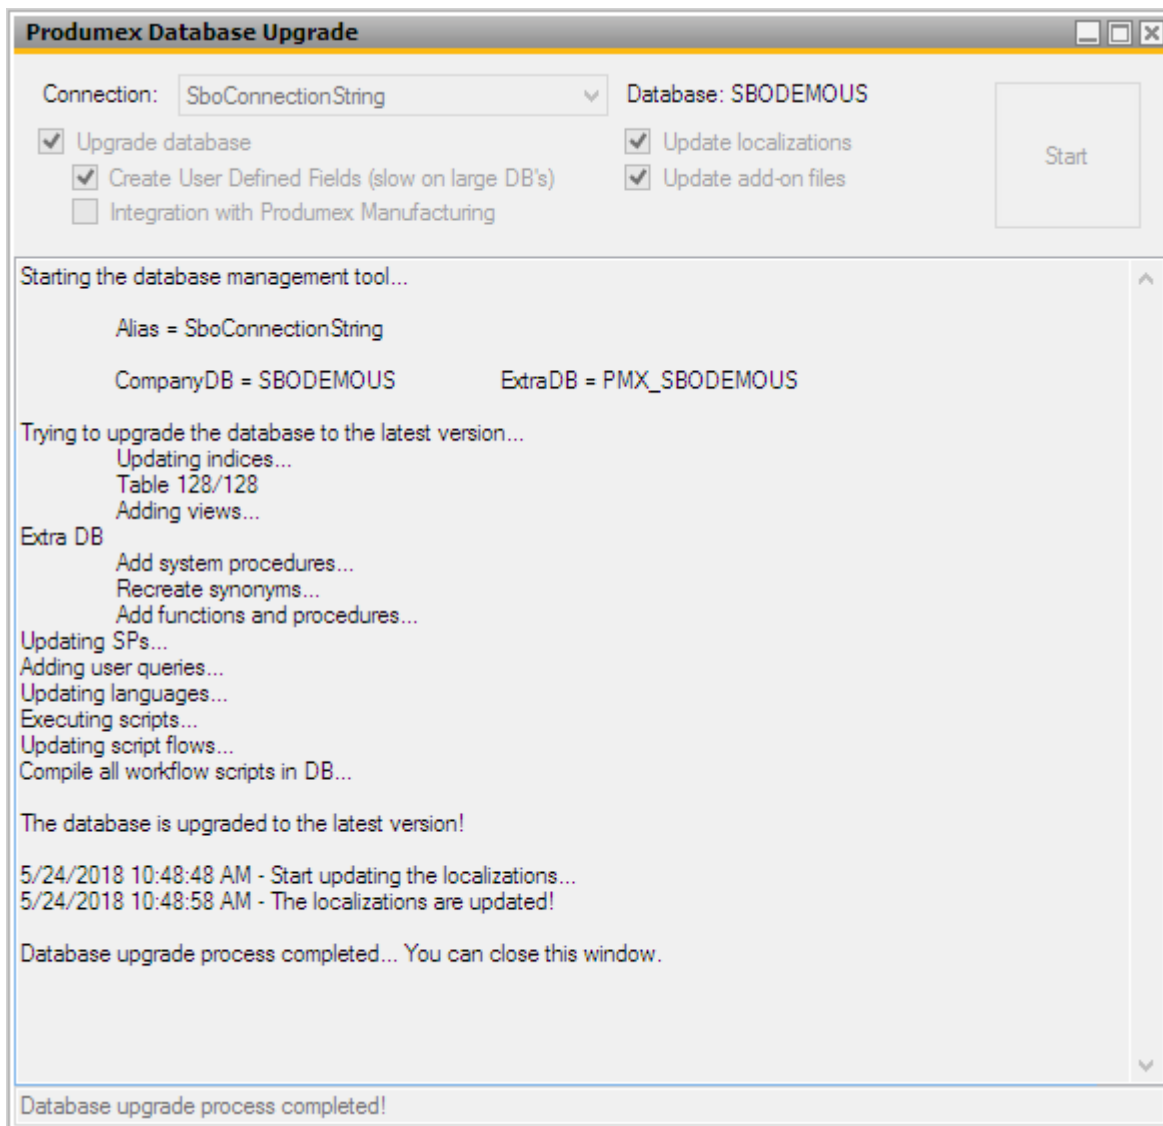 Produmex Database Upgrade
Connection: SboConnectionString Database: SBODEMOUS
Upgrade database Update localizations
Start
Create User Defined Fields (slow on large DB's) Update add-on files
Integration with Produmex Manufacturing
Starting the database management tool...
Alias = SboConnectionString
CompanyDB = SBODEMOUS ExtraDB = PMX_SBODEMOUS
Trying to upgrade the database to the latest version...
Updating indices...
Table 128/128
Adding views...
Extra DB
Add system procedures...
Recreate synonyms...
Add functions and procedures...
Updating SPs...
Adding user queries...
Updating languages...
Executing scripts...
Updating script flows...
Compile all workflow scripts in DB...
The database is upgraded to the latest version!
5/24/2018 10:48:48 AM - Start updating the localizations...
5/24/2018 10:48:58 AM - The localizations are updated!
Database upgrade process completed... You can close this window.
Database upgrade process completed!